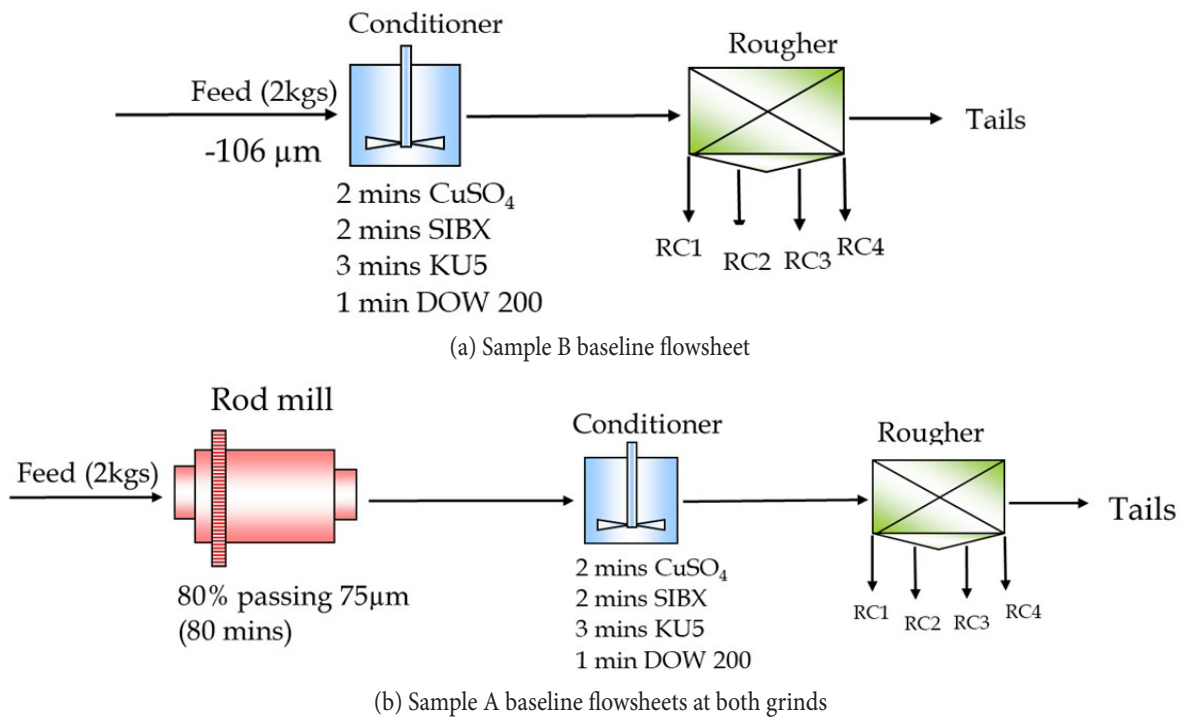 Conditioner
Rougher
Feed (2kgs)
-106 µm
Tails
2 mins CuSO₄
2 mins SIBX
3 mins KU5
1 min DOW 200
RC1
RC2
RC3
RC4
(a) Sample B baseline flowsheet
Rod mill
Conditioner
Rougher
Feed (2kgs)
Tails
80% passing 75µm
(80 mins)
2 mins CuSO₄
2 mins SIBX
3 mins KU5
1 min DOW 200
RC1
RC2
RC3
RC4
(b) Sample A baseline flowsheets at both grinds